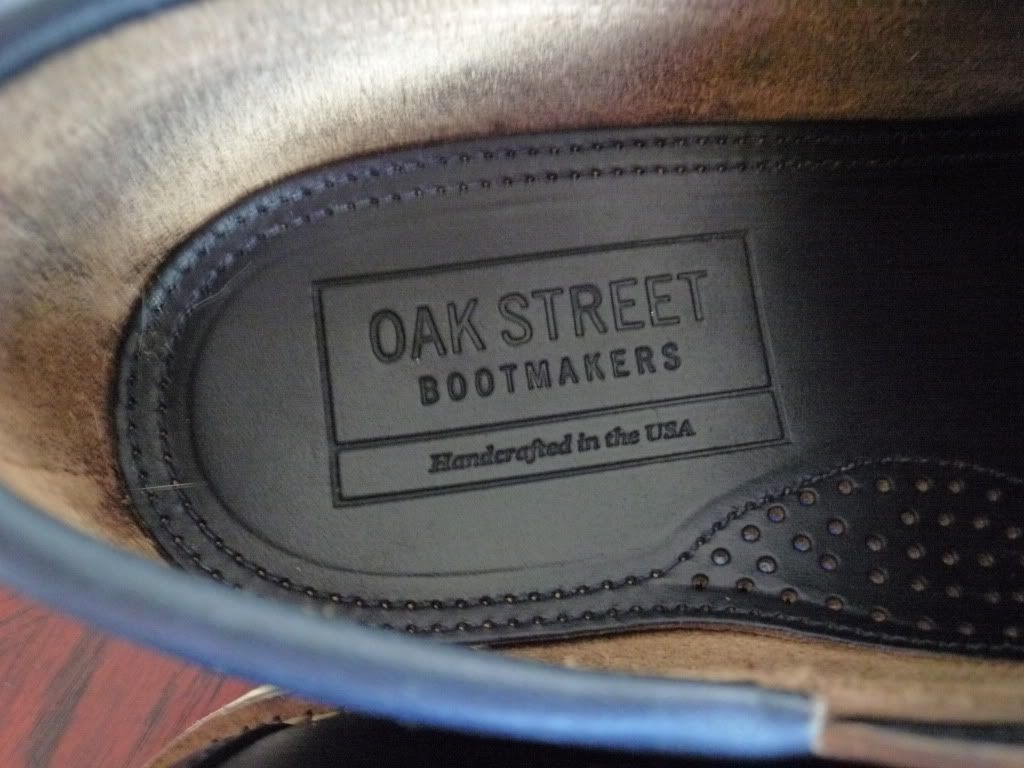 OAK STREET
BOOTMAKERS
Handcrafted in the USA